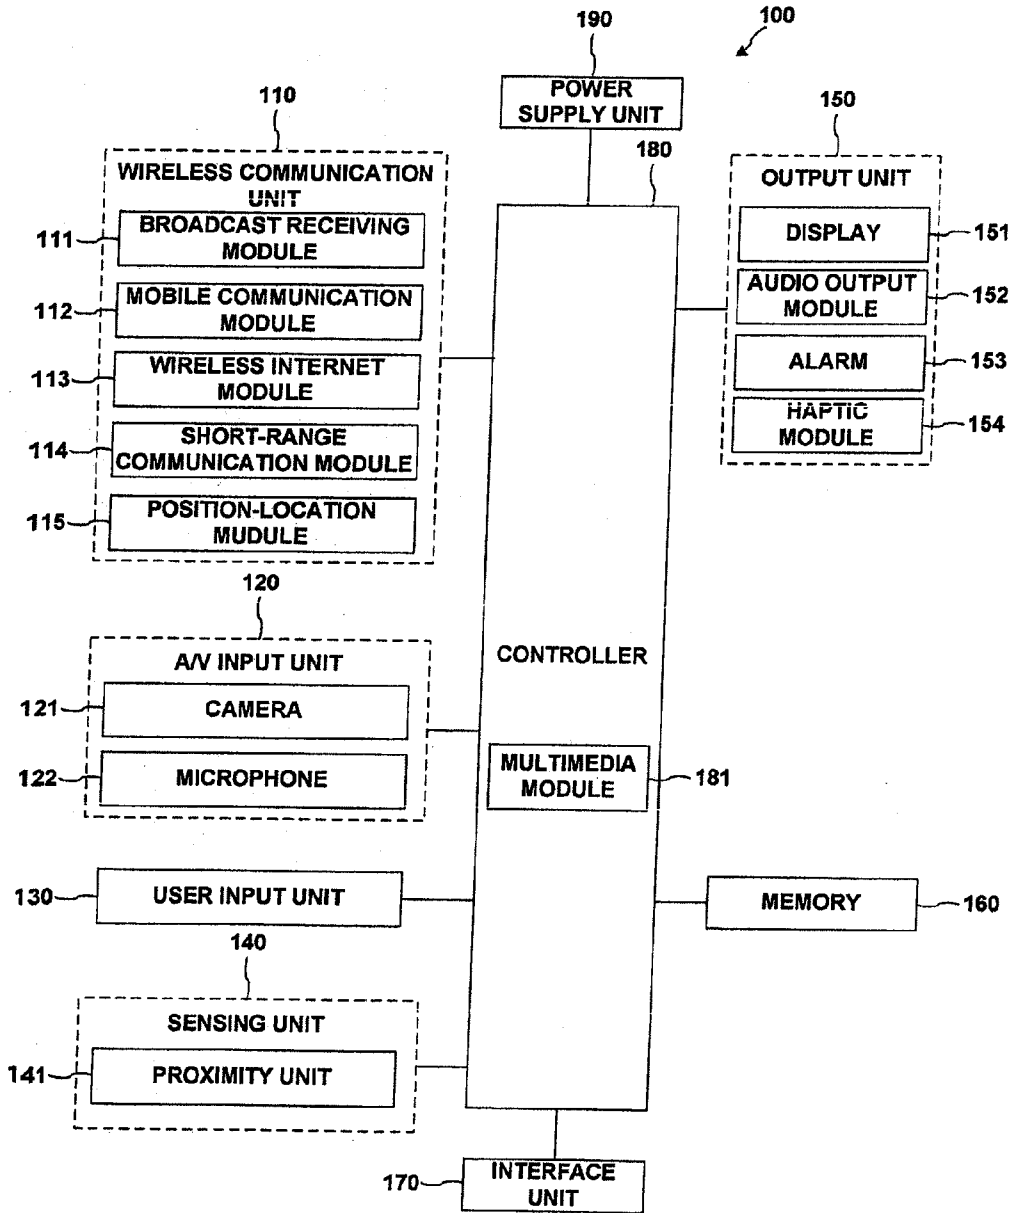 190
100
POWER
SUPPLY UNIT
110
150
180
WIRELESS COMMUNICATION
UNIT
OUTPUT UNIT
111
BROADCAST RECEIVING
MODULE
DISPLAY
151
112
MOBILE COMMUNICATION
MODULE
AUDIO OUTPUT
MODULE
152
113
WIRELESS INTERNET
MODULE
ALARM
153
114
SHORT-RANGE
COMMUNICATION MODULE
HAPTIC
MODULE
154
115
POSITION-LOCATION
MUDULE
120
A/V INPUT UNIT
CONTROLLER
121
CAMERA
122
MICROPHONE
MULTIMEDIA
MODULE
181
130
USER INPUT UNIT
MEMORY
160
140
SENSING UNIT
141
PROXIMITY UNIT
170
INTERFACE
UNIT